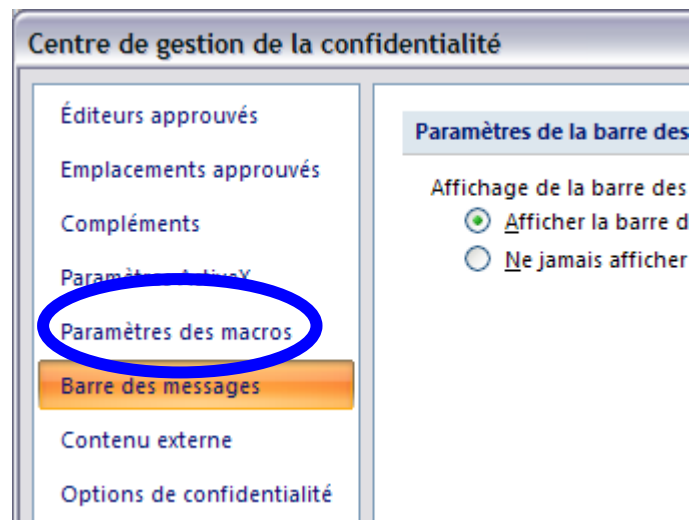 Centre de gestion de la confidentialité
Éditeurs approuvés
Emplacements approuvés
Compléments
Paramètres ActiveX
Paramètres des macros
Barre des messages
Contenu externe
Options de confidentialité
Paramètres de la barre des
Affichage de la barre des
Afficher la barre d
Ne jamais afficher